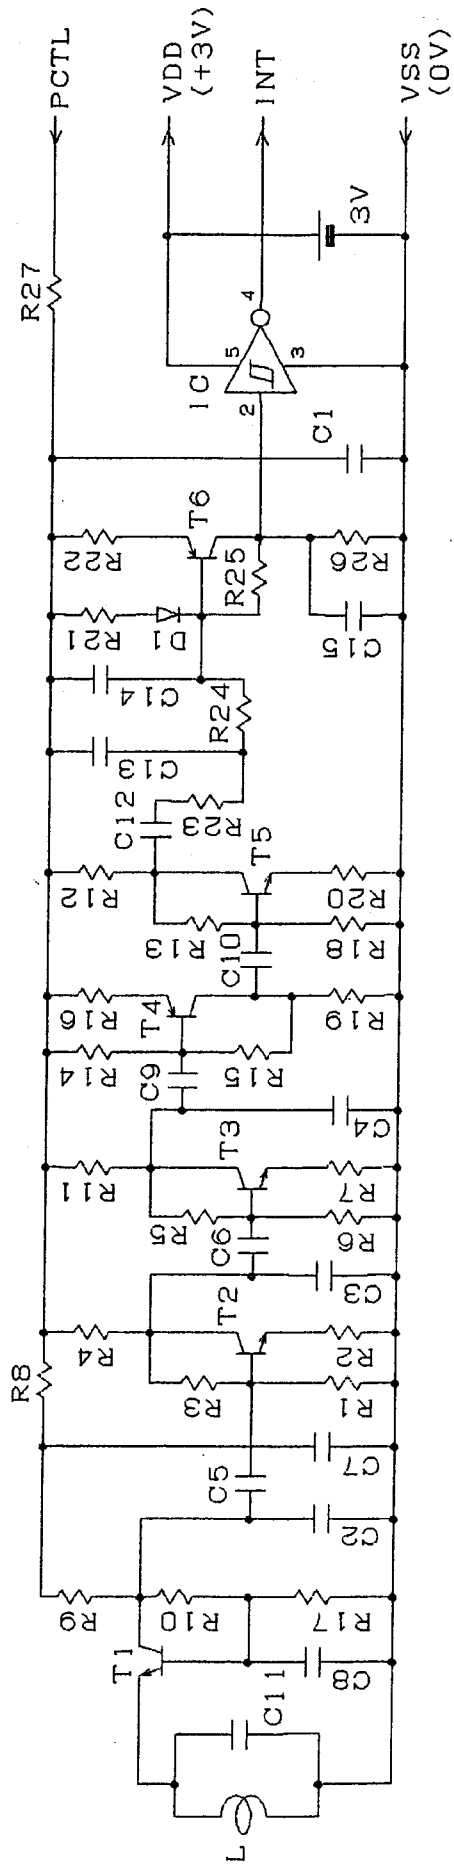 PCTL
VDD
(+3V)
INT
VSS
(0V)
3V
R27
IC
5
4
2
3
C1
R22
T6
R25
R26
R21
D1
C15
C14
R24
C13
C12
R23
R12
T5
R20
R13
C10
R18
R16
T4
R19
R14
C9
R15
C4
R11
T3
R7
R5
C6
R6
C3
R4
T2
R2
R8
R3
R1
C7
C5
C2
R9
R10
R17
T1
C8
C11
L